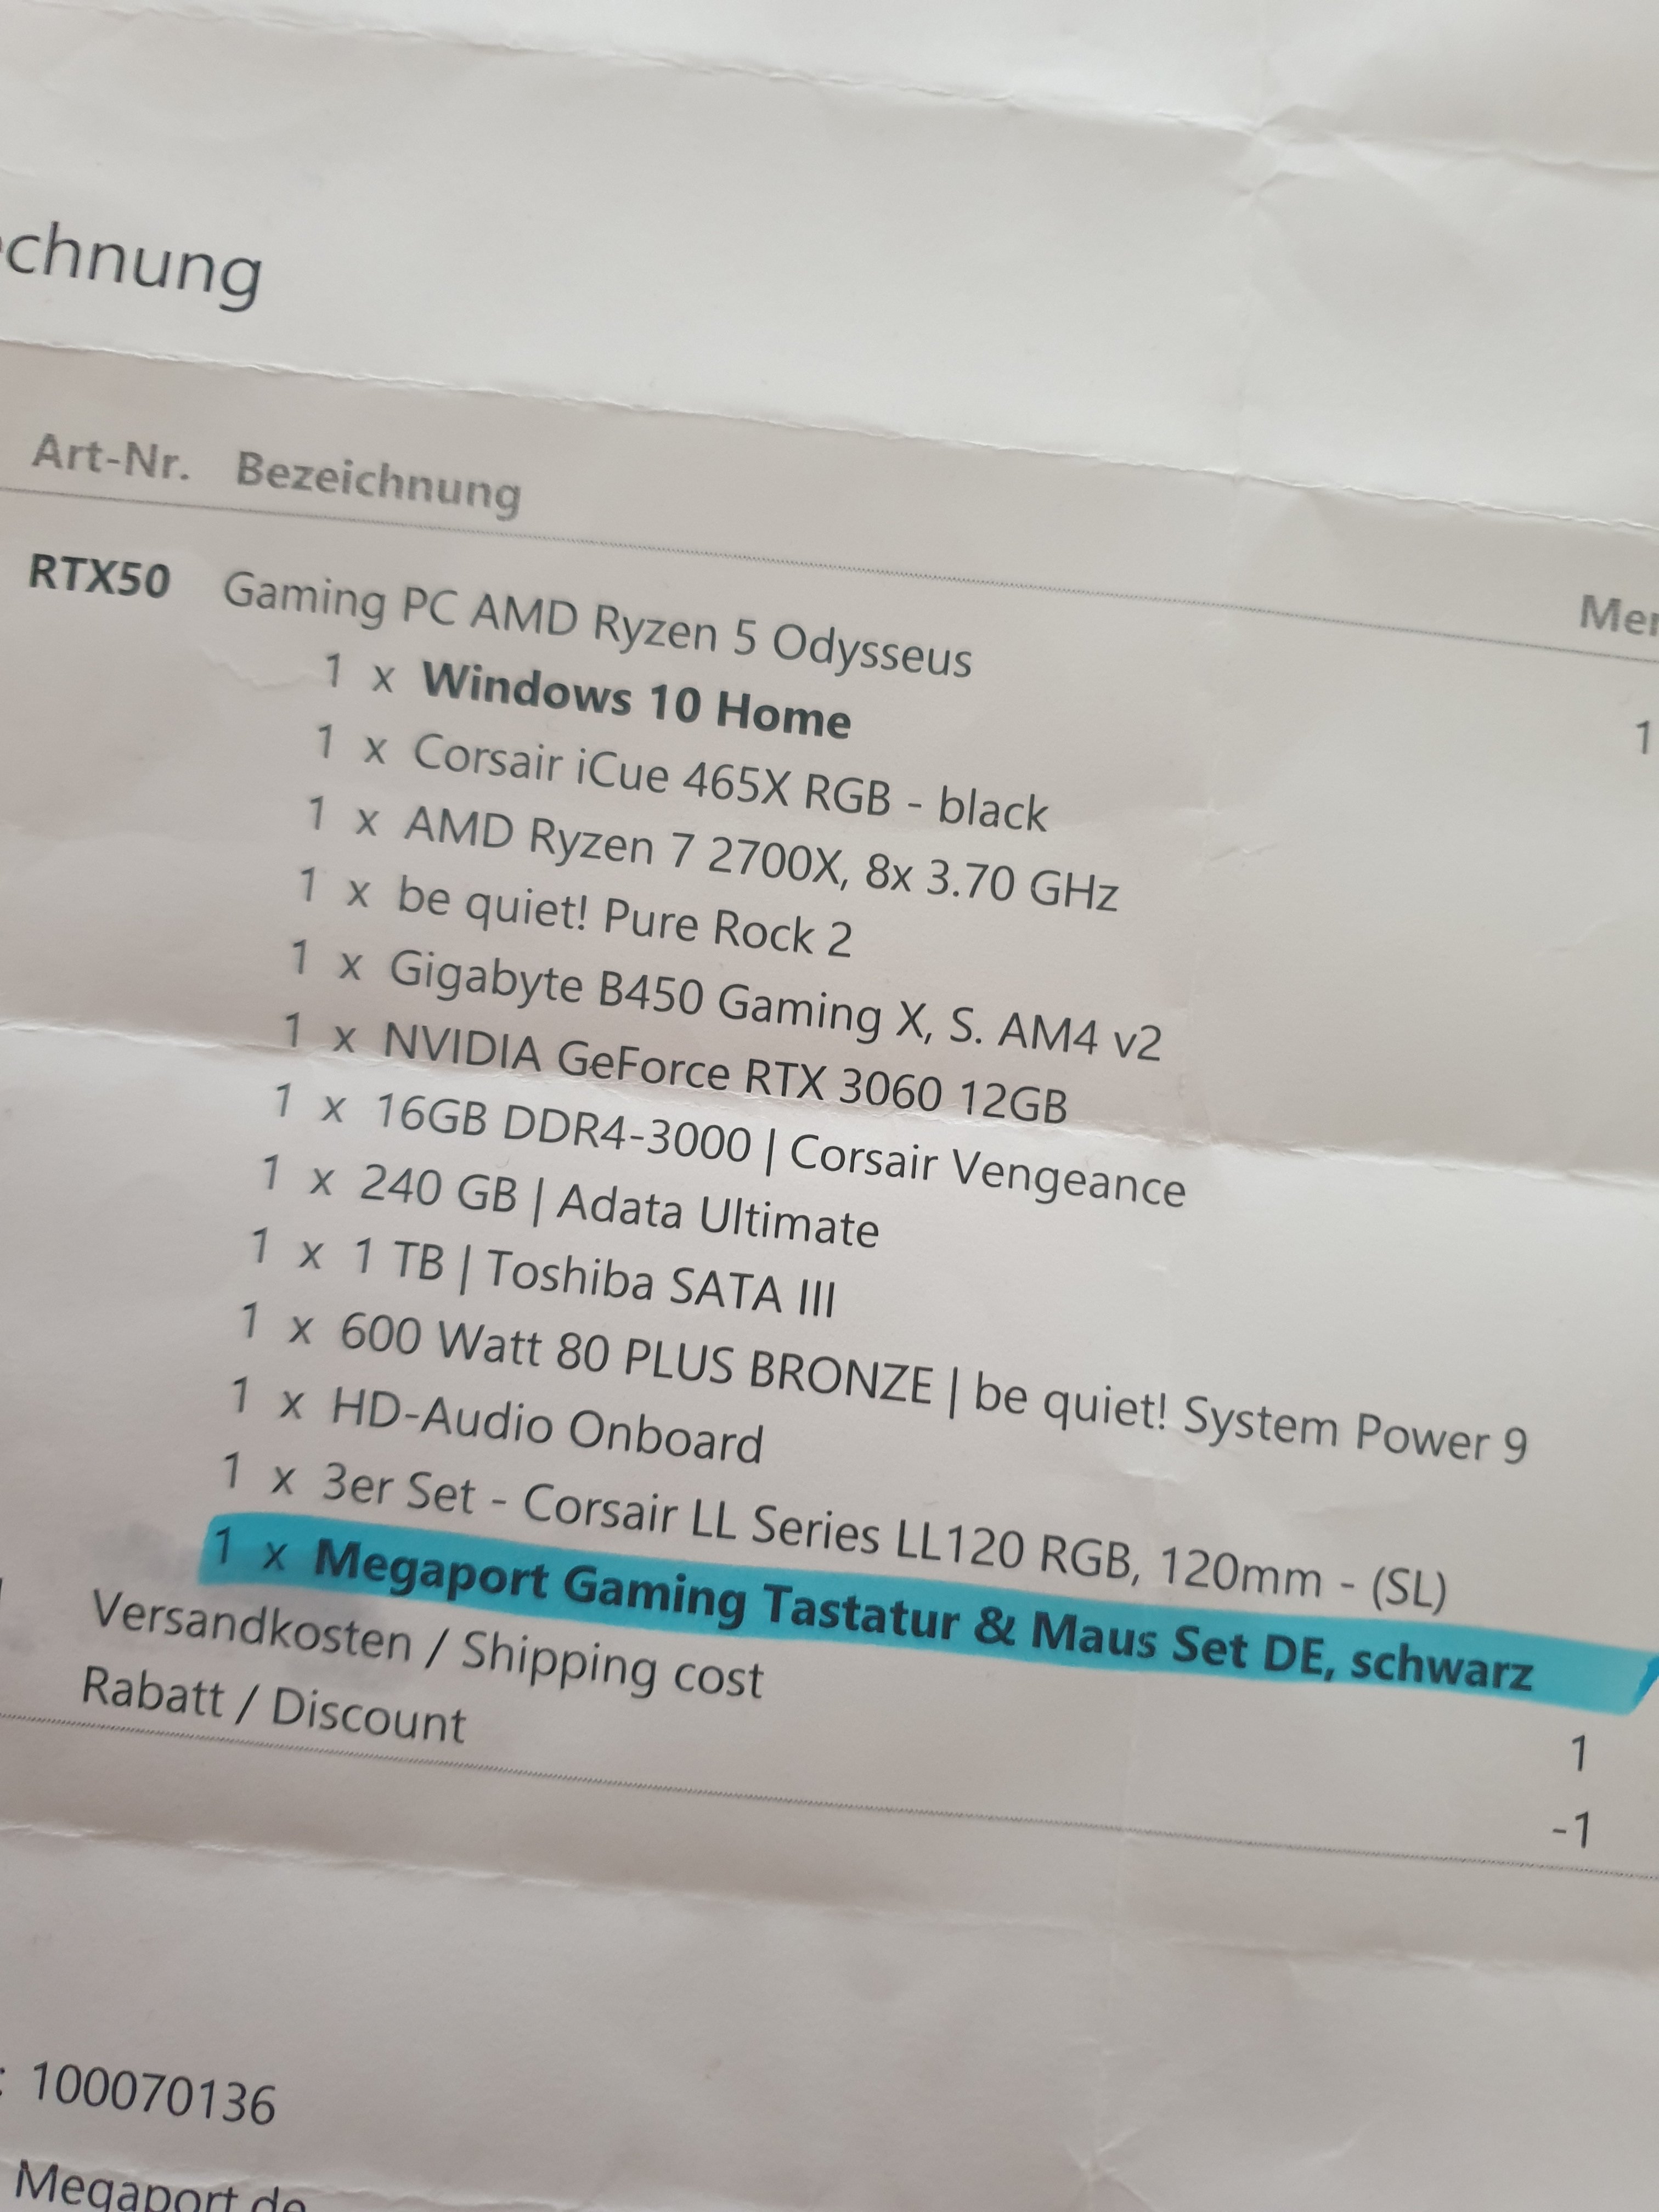 echnung
Art-Nr. Bezeichnung Men
RTX50 Gaming PC AMD Ryzen 5 Odysseus 1
1 x Windows 10 Home
1 x Corsair iCue 465X RGB - black
1 x AMD Ryzen 7 2700X, 8x 3.70 GHz
1 x be quiet! Pure Rock 2
1 x Gigabyte B450 Gaming X, S. AM4 v2
1 x NVIDIA GeForce RTX 3060 12GB
1 x 16GB DDR4-3000 | Corsair Vengeance
1 x 240 GB | Adata Ultimate
1 x 1 TB | Toshiba SATA III
1 x 600 Watt 80 PLUS BRONZE | be quiet! System Power 9
1 x HD-Audio Onboard
1 x 3er Set - Corsair LL Series LL120 RGB, 120mm - (SL)
1 x Megaport Gaming Tastatur & Maus Set DE, schwarz
Versandkosten / Shipping cost 1
Rabatt / Discount -1
: 100070136
Megaport.de